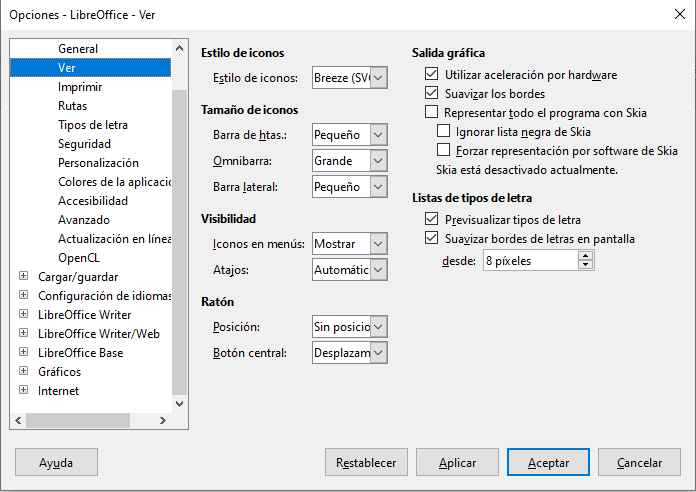 Opciones - LibreOffice - Ver
General
Ver
Imprimir
Rutas
Tipos de letra
Seguridad
Personalización
Colores de la aplicació
Accesibilidad
Avanzado
Actualización en línea
OpenCL
Cargar/guardar
Configuración de idiomas
LibreOffice Writer
LibreOffice Writer/Web
LibreOffice Base
Gráficos
Internet
Estilo de iconos
Estilo de iconos: Breeze (SVG
Tamaño de iconos
Barra de htas.: Pequeño
Omnibarra: Grande
Barra lateral: Pequeño
Visibilidad
Iconos en menús: Mostrar
Atajos: Automátic
Ratón
Posición: Sin posicio
Botón central: Desplazam
Salida gráfica
Utilizar aceleración por hardware
Suavizar los bordes
Representar todo el programa con Skia
Ignorar lista negra de Skia
Forzar representación por software de Skia
Skia está desactivado actualmente.
Listas de tipos de letra
Previsualizar tipos de letra
Suavizar bordes de letras en pantalla
desde: 8 píxeles
Ayuda
Restablecer
Aplicar
Aceptar
Cancelar